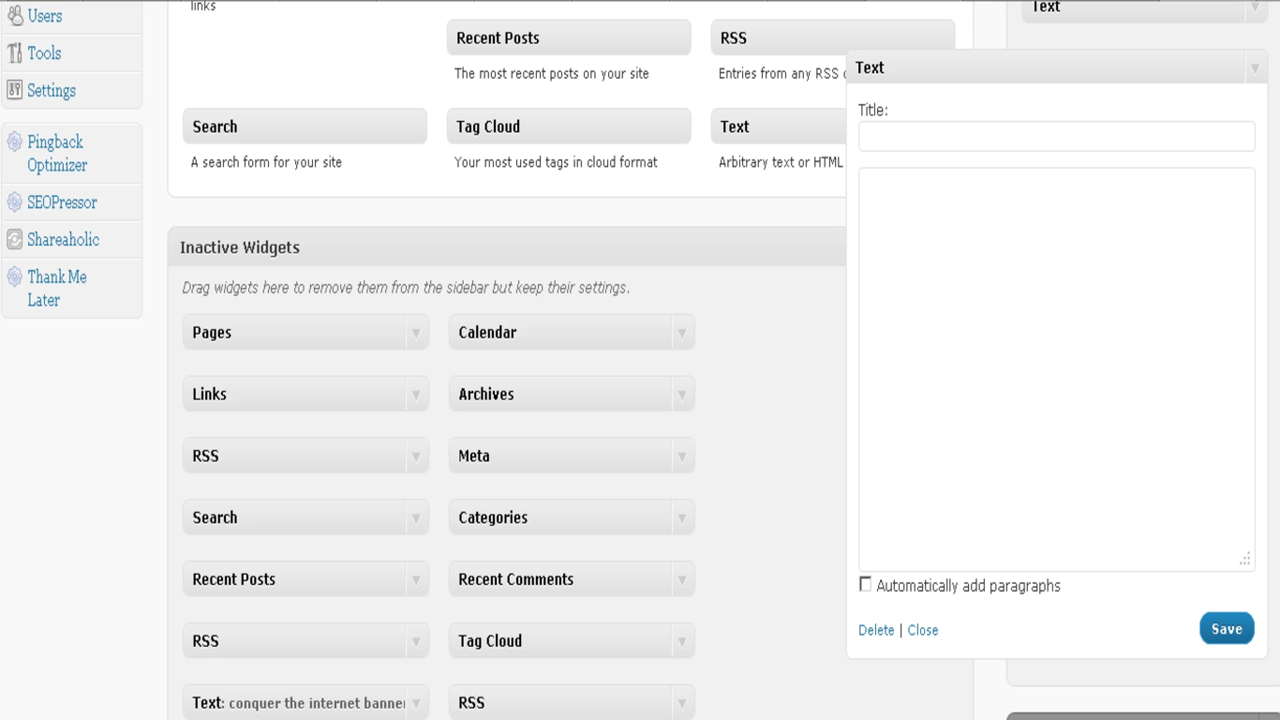 Users
Tools
Settings
Pingback
Optimizer
SEOPressor
Shareaholic
Thank Me
Later
links
Recent Posts
RSS
The most recent posts on your site
Entries from any RSS
Search
Tag Cloud
Text
A search form for your site
Your most used tags in cloud format
Arbitrary text or HTML
Inactive Widgets
Drag widgets here to remove them from the sidebar but keep their settings.
Pages
Calendar
Links
Archives
RSS
Meta
Search
Categories
Recent Posts
Recent Comments
RSS
Tag Cloud
Text: conquer the internet banner
RSS
Text
Text
Title:
Automatically add paragraphs
Delete | Close
Save